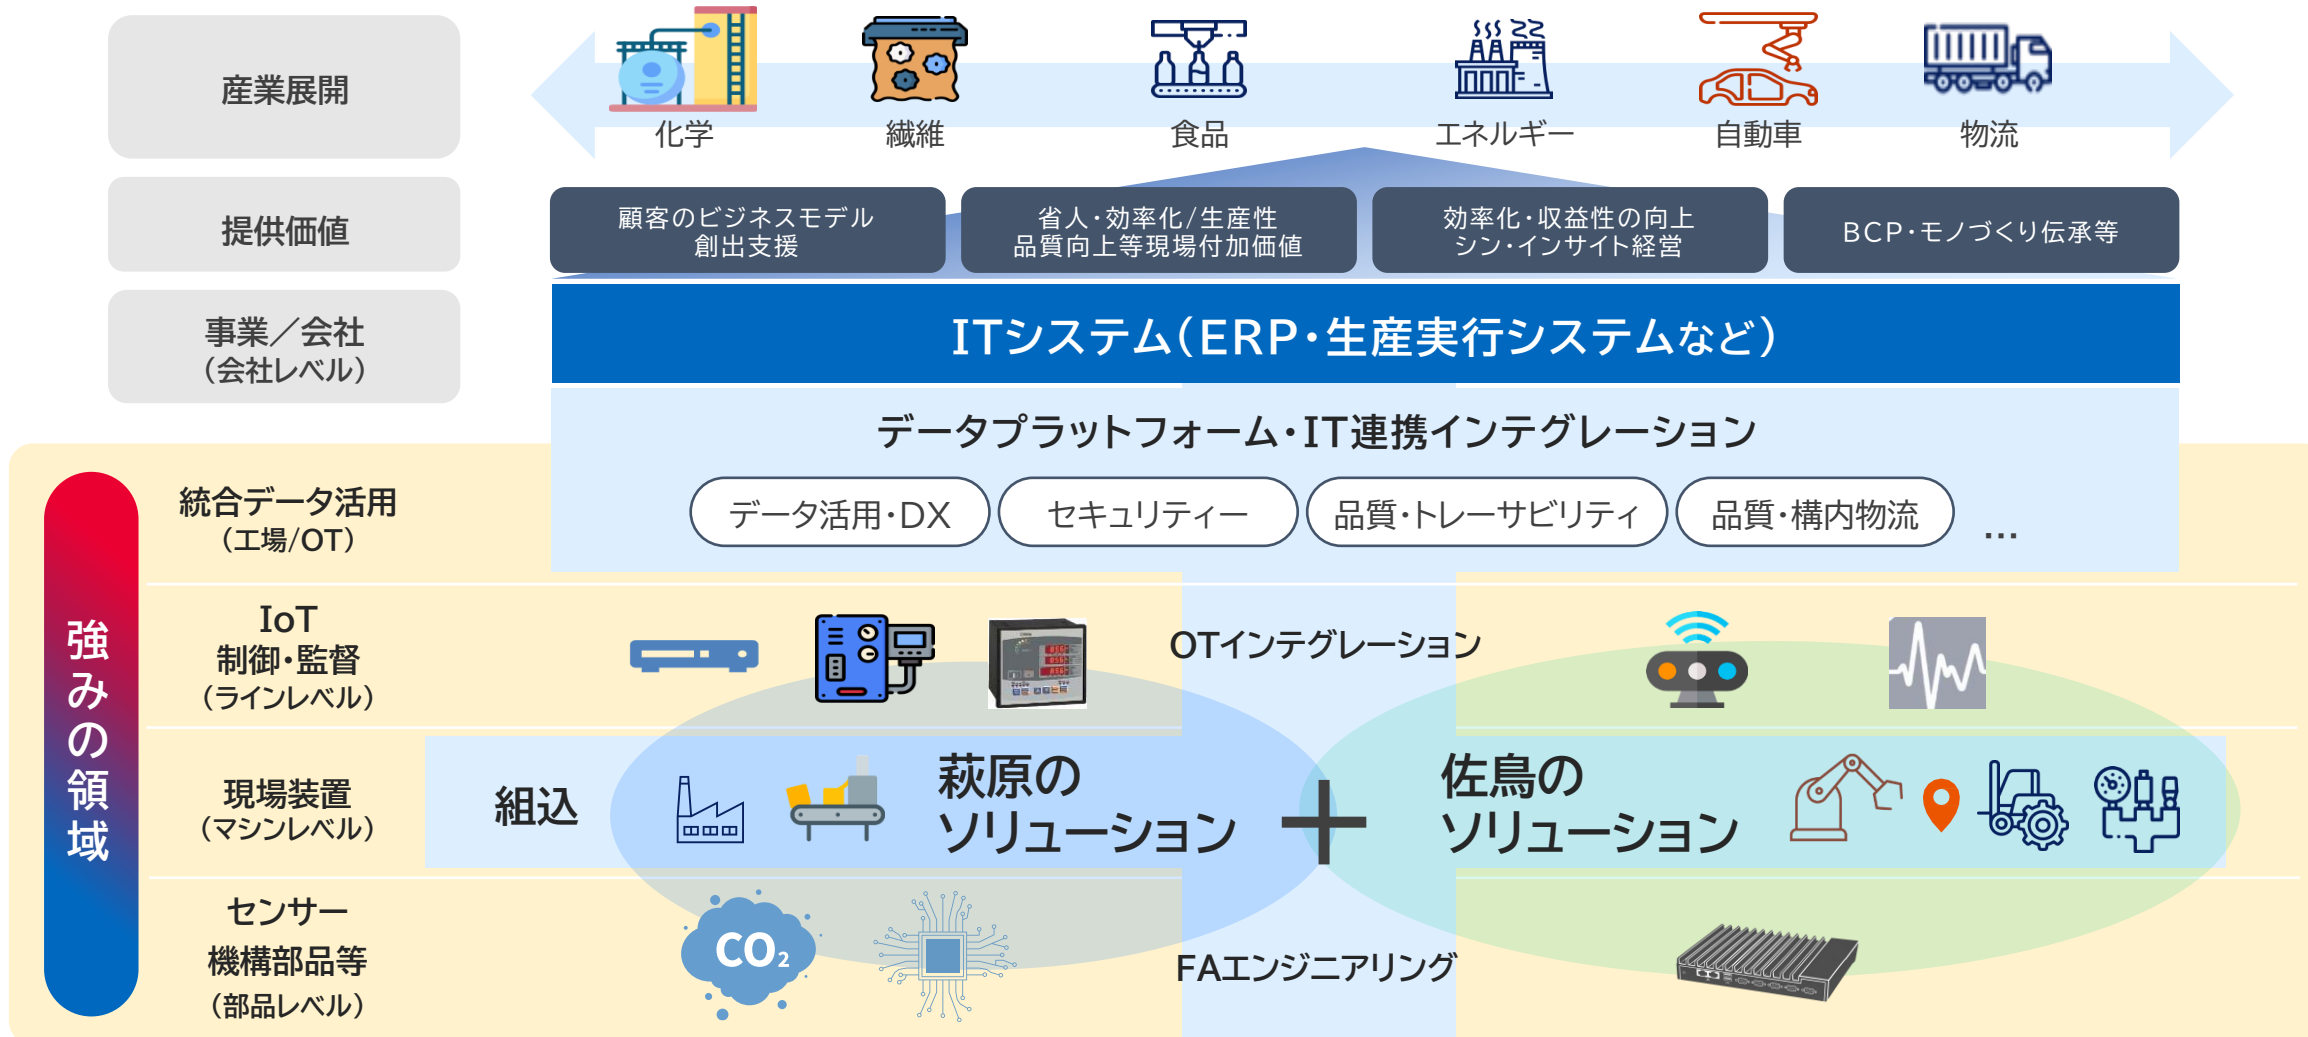 産業展開
化学
繊維
食品
エネルギー
自動車
物流
提供価値
顧客のビジネスモデル
創出支援
省人・効率化/生産性
品質向上等現場付加価値
効率化・収益性の向上
シン・インサイト経営
BCP・モノづくり伝承等
事業／会社
（会社レベル）
ITシステム（ERP・生産実行システムなど）
データプラットフォーム・IT連携インテグレーション
強みの領域
統合データ活用
（工場/OT）
データ活用・DX
セキュリティー
品質・トレーサビリティ
品質・構内物流
…
IoT
制御・監督
（ラインレベル）
OTインテグレーション
現場装置
（マシンレベル）
組込
萩原の
ソリューション
＋
佐鳥の
ソリューション
センサー
機構部品等
（部品レベル）
CO₂
FAエンジニアリング